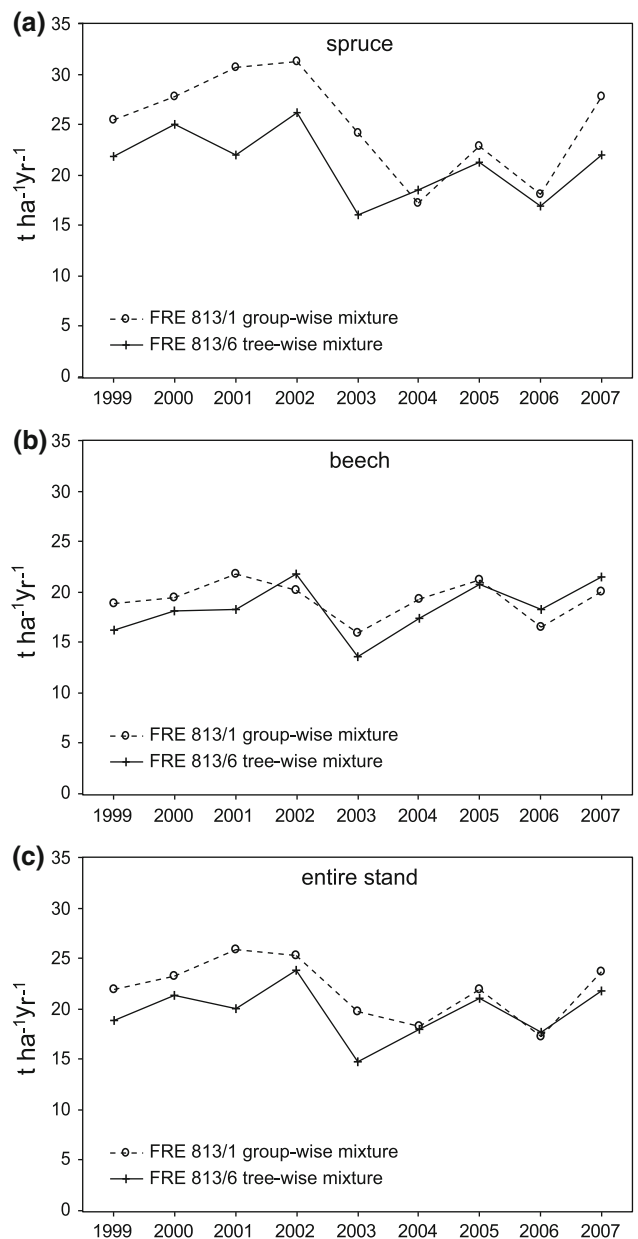 (a)
spruce
35
30
25
20
15
10
5
0
t ha-1yr-1
FRE 813/1 group-wise mixture
FRE 813/6 tree-wise mixture
1999 2000 2001 2002 2003 2004 2005 2006 2007
(b)
beech
35
30
25
20
15
10
5
0
t ha-1yr-1
FRE 813/1 group-wise mixture
FRE 813/6 tree-wise mixture
1999 2000 2001 2002 2003 2004 2005 2006 2007
(c)
entire stand
35
30
25
20
15
10
5
0
t ha-1yr-1
FRE 813/1 group-wise mixture
FRE 813/6 tree-wise mixture
1999 2000 2001 2002 2003 2004 2005 2006 2007